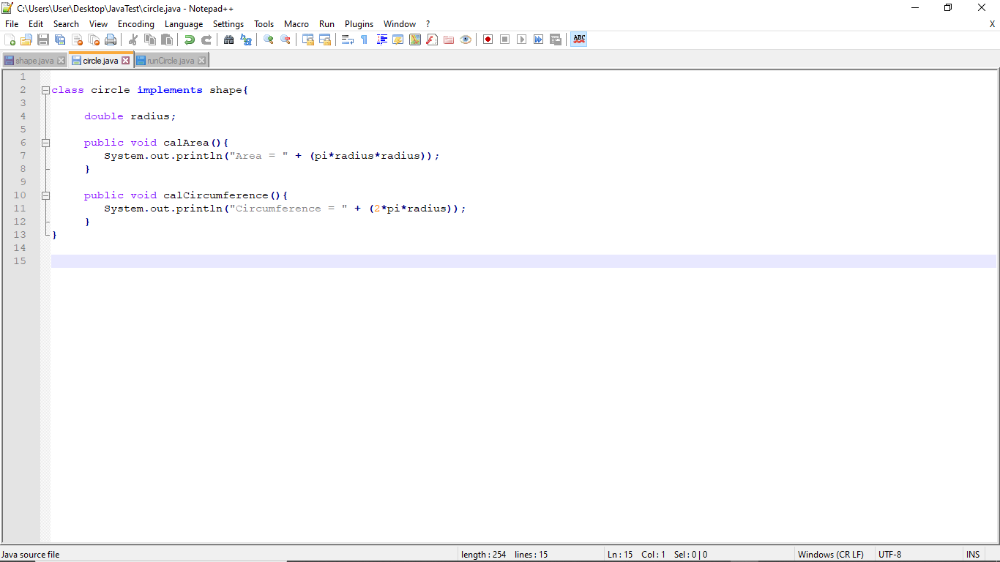 C:\Users\User\Desktop\JavaTest\circle.java - Notepad++
File Edit Search View Encoding Language Settings Tools Macro Run Plugins Window ? X
ABC
shape.java circle.java runCircle.java
1
2 class circle implements shape{
3
4 double radius;
5
6 public void calArea(){
7 System.out.println("Area = " + (pi*radius*radius));
8 }
9
10 public void calCircumference(){
11 System.out.println("Circumference = " + (2*pi*radius));
12 }
13 }
14
15
Java source file length : 254 lines : 15 Ln : 15 Col : 1 Sel : 0 | 0 Windows (CR LF) UTF-8 INS